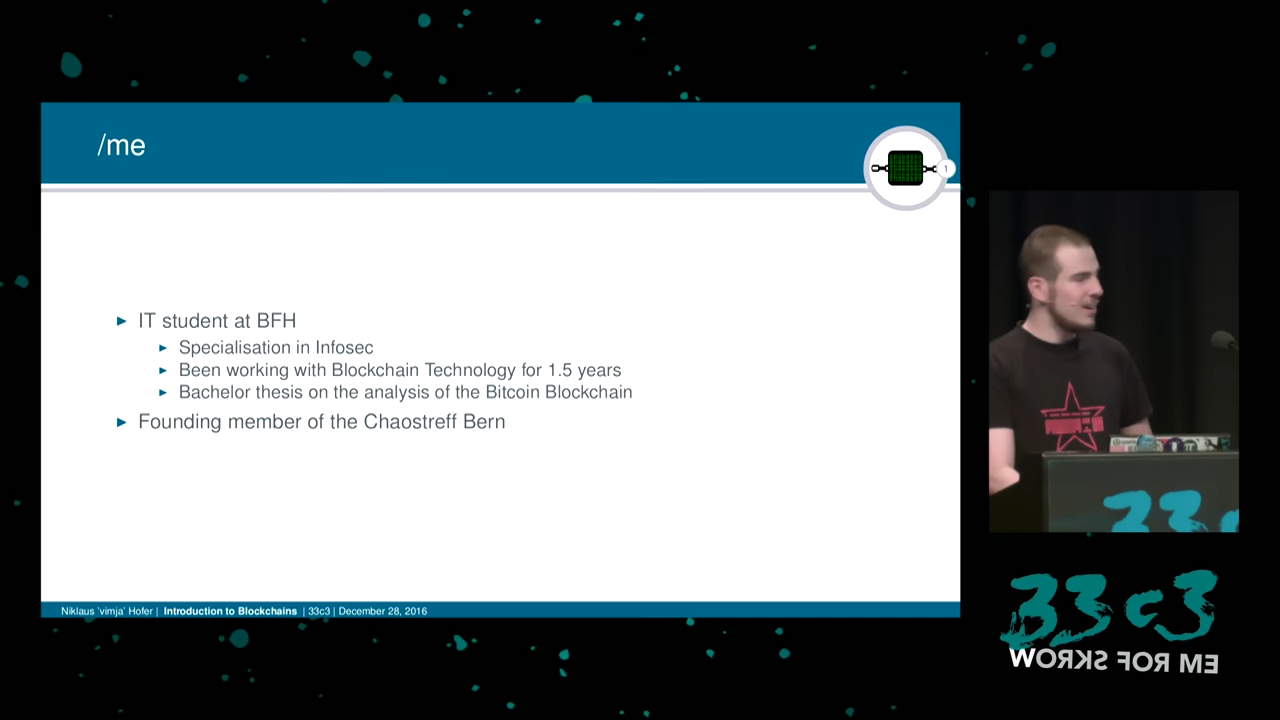 /me
1
IT student at BFH
Specialisation in Infosec
Been working with Blockchain Technology for 1.5 years
Bachelor thesis on the analysis of the Bitcoin Blockchain
Founding member of the Chaostreff Bern
Niklaus 'vimja' Hofer | Introduction to Blockchains | 33c3 | December 28, 2016
33c
33c3
WORKS FOR ME